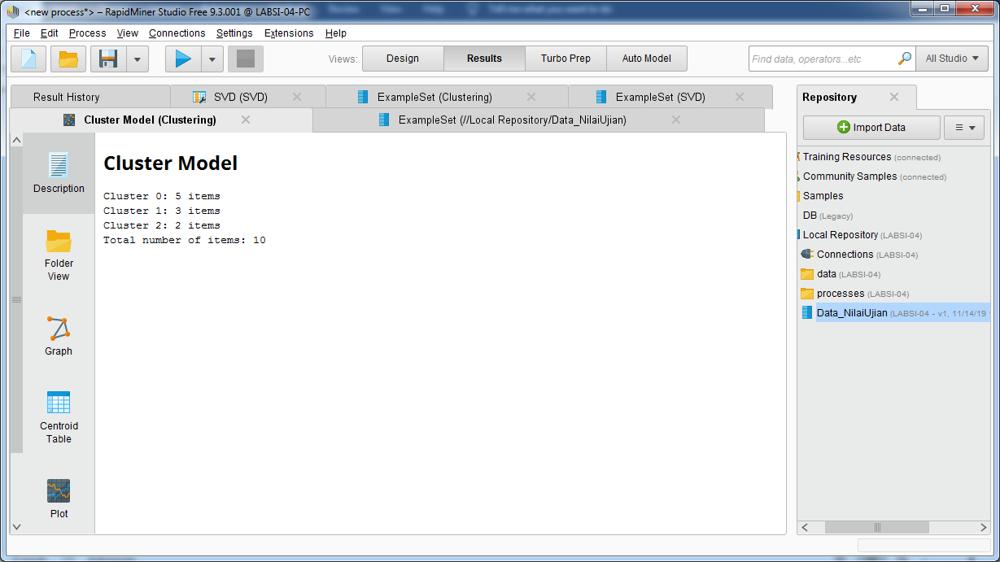 <new process*> – RapidMiner Studio Free 9.3.001 @ LABSI-04-PC
File Edit Process View Connections Settings Extensions Help
Views: Design Results Turbo Prep Auto Model Find data, operators...etc All Studio
Result History SVD (SVD) ExampleSet (Clustering) ExampleSet (SVD)
Cluster Model (Clustering) ExampleSet (//Local Repository/Data_NilaiUjian)
Description
Folder
View
Graph
Centroid
Table
Plot
Cluster Model
Cluster 0: 5 items
Cluster 1: 3 items
Cluster 2: 2 items
Total number of items: 10
Repository
Import Data
Training Resources (connected)
Community Samples (connected)
Samples
DB (Legacy)
Local Repository (LABSI-04)
Connections (LABSI-04)
data (LABSI-04)
processes (LABSI-04)
Data_NilaiUjian (LABSI-04 - v1, 11/14/19